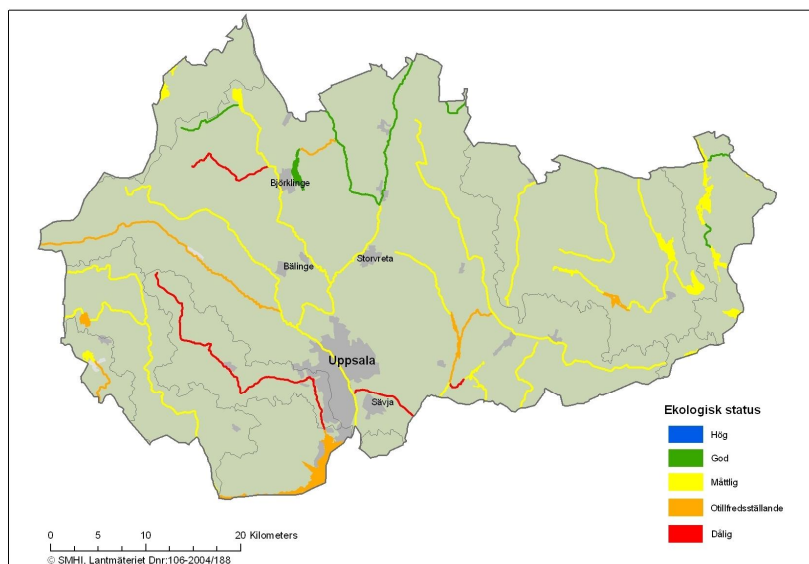 Björklinge
Bälinge
Storvreta
Uppsala
Sävja
Ekologisk status
Hög
God
Måttlig
Otillfredsställande
Dålig
0 5 10 20 Kilometers
© SMHI, Lantmäteriet Dnr:106-2004/188